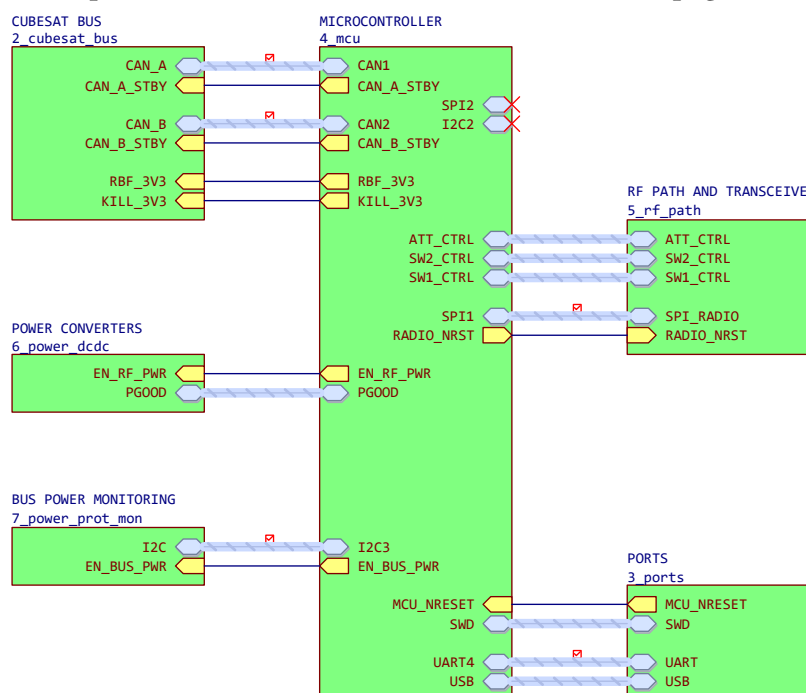 CUBESAT BUS
2_cubesat_bus
CAN_A
CAN_A_STBY
CAN_B
CAN_B_STBY
RBF_3V3
KILL_3V3
MICROCONTROLLER
4_mcu
CAN1
CAN_A_STBY
SPI2
I2C2
CAN2
CAN_B_STBY
RBF_3V3
KILL_3V3
ATT_CTRL
SW2_CTRL
SW1_CTRL
SPI1
RADIO_NRST
RF PATH AND TRANSCEIVE
5_rf_path
ATT_CTRL
SW2_CTRL
SW1_CTRL
SPI_RADIO
RADIO_NRST
POWER CONVERTERS
6_power_dcdc
EN_RF_PWR
PGOOD
EN_RF_PWR
PGOOD
BUS POWER MONITORING
7_power_prot_mon
I2C
EN_BUS_PWR
I2C3
EN_BUS_PWR
MCU_NRESET
SWD
UART4
USB
PORTS
3_ports
MCU_NRESET
SWD
UART
USB